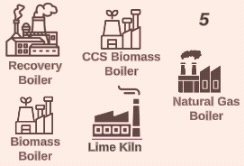 5
Recovery
Boiler
CCS Biomass
Boiler
Natural Gas
Boiler
Biomass
Boiler
Lime Kiln